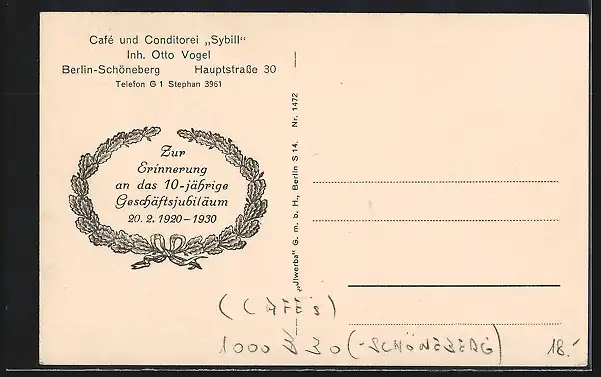 Café und Conditorei „Sybill“
Inh. Otto Vogel
Berlin-Schöneberg Hauptstraße 30
Telefon G 1 Stephan 3961
Zur
Erinnerung
an das 10-jährige
Geschäftsjubiläum
20. 2. 1920 - 1930
„Jlwerba“ G. m. b. H., Berlin S 14. Nr. 1472
(CAFÉS)
1000 B 30 (-SCHÖNEBERG)
18.-